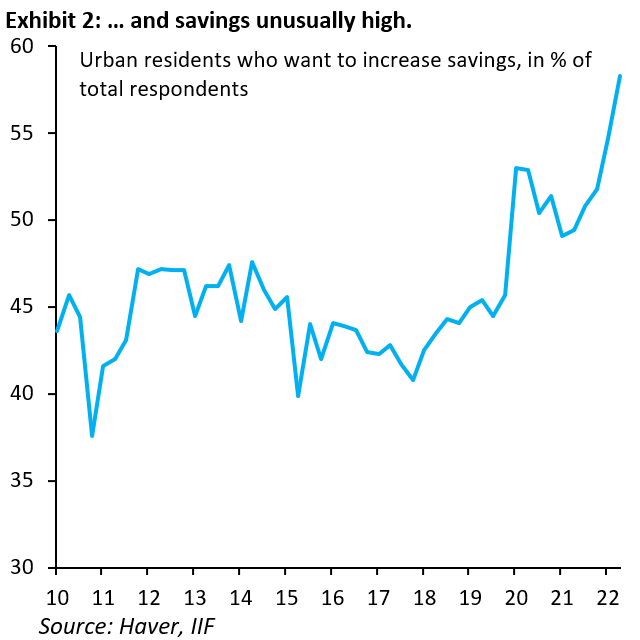 Exhibit 2: ... and savings unusually high.
Urban residents who want to increase savings, in % of
total respondents
60
55
50
45
40
35
30
10 11 12 13 14 15 16 17 18 19 20 21 22
Source: Haver, IIF